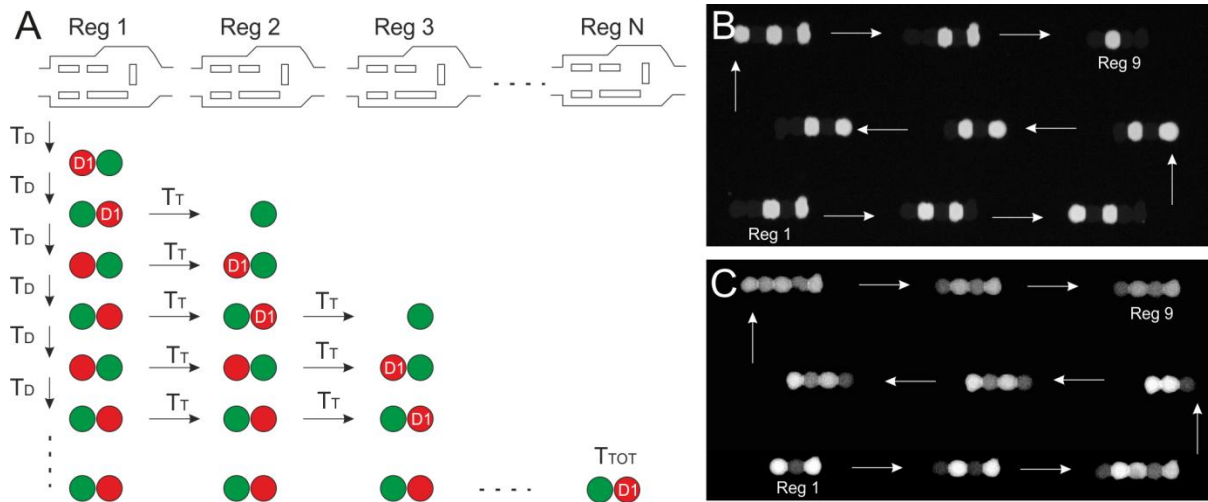 A
Reg 1
Reg 2
Reg 3
Reg N
TD
D1
TD
D1
TT
TD
TT
D1
TD
TT
D1
TT
TD
TT
TT
D1
TD
TT
TT
D1
TTOT
D1
B
Reg 9
Reg 1
C
Reg 9
Reg 1